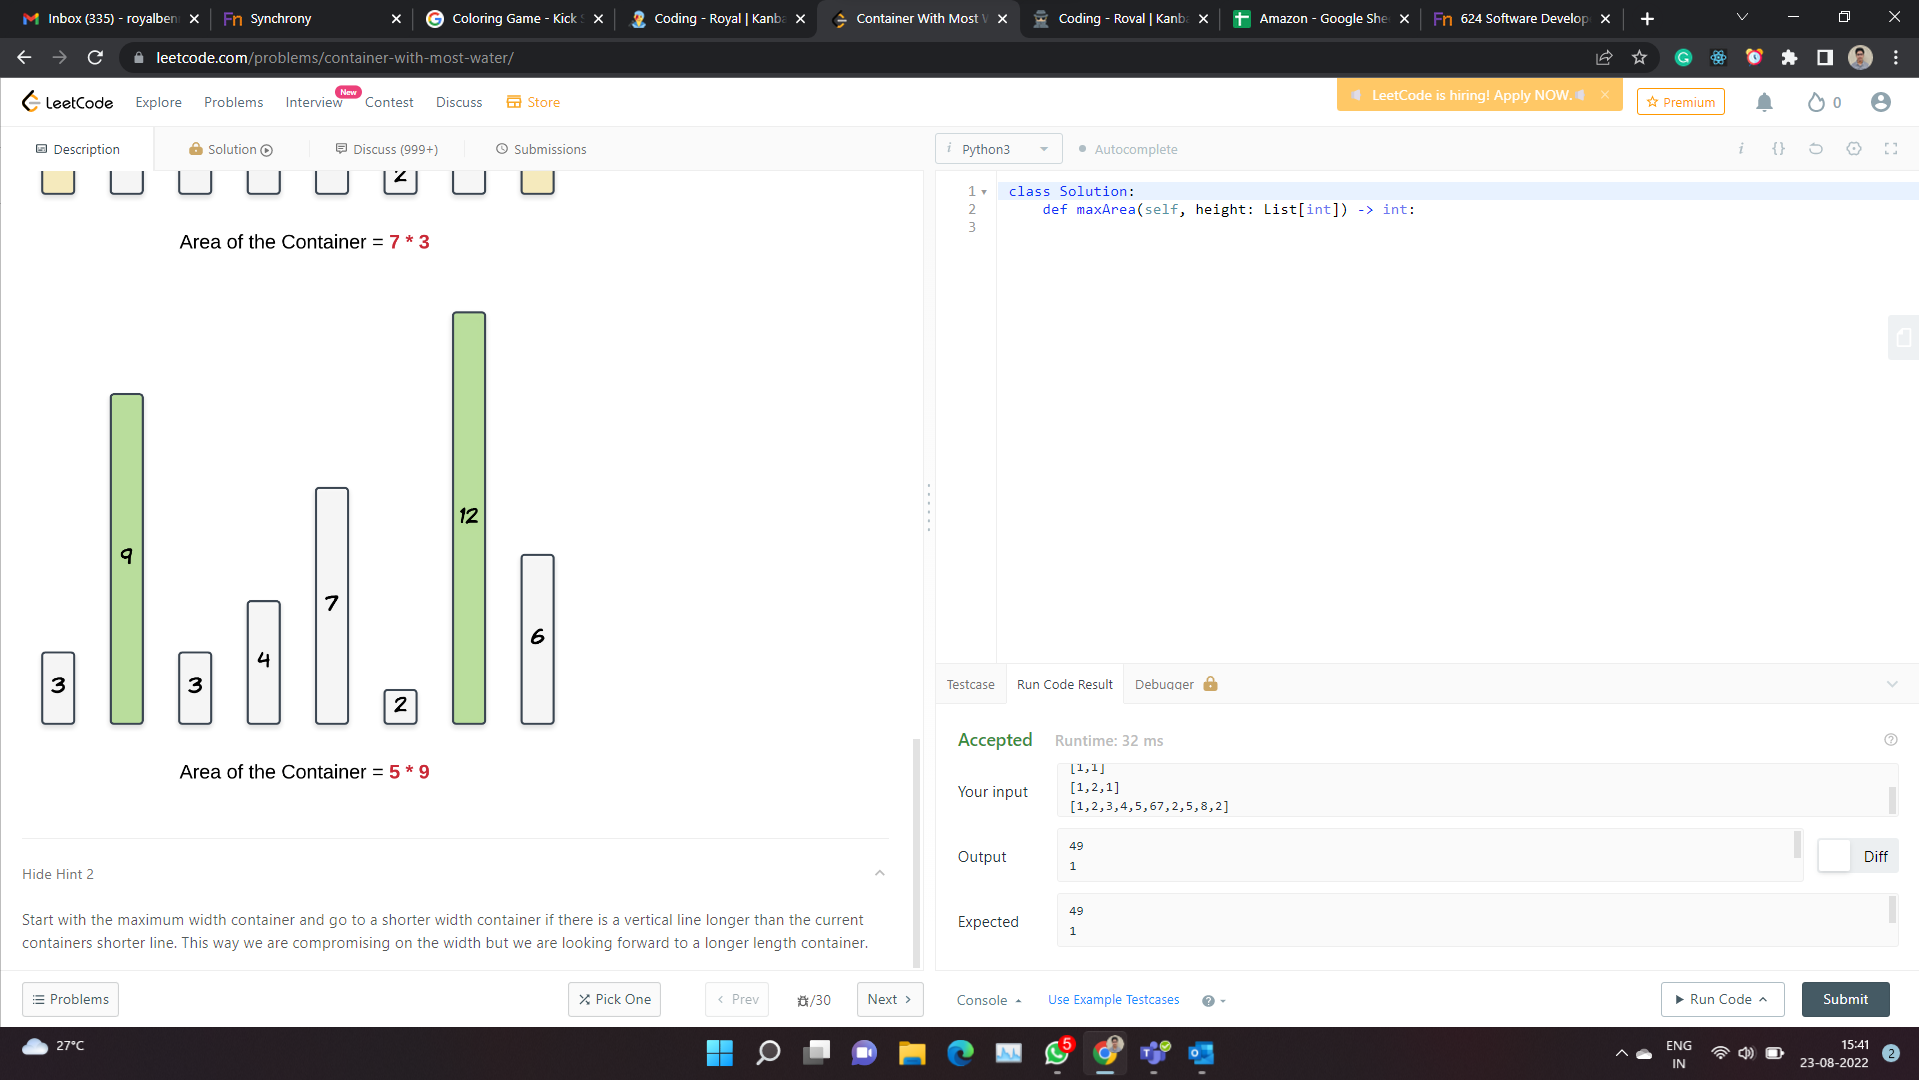 Inbox (335) - royalben
Synchrony
Coloring Game - Kick S
Coding - Royal | Kanba
Container With Most W
Coding - Royal | Kanba
Amazon - Google She
624 Software Develop
leetcode.com/problems/container-with-most-water/
LeetCode
Explore
Problems
Interview
New
Contest
Discuss
Store
LeetCode is hiring! Apply NOW.
Premium
0
Description
Solution
Discuss (999+)
Submissions
i Python3
Autocomplete
i
{}
2
Area of the Container = 7 * 3
3
9
3
4
7
2
12
6
Area of the Container = 5 * 9
Hide Hint 2
Start with the maximum width container and go to a shorter width container if there is a vertical line longer than the current
containers shorter line. This way we are compromising on the width but we are looking forward to a longer length container.
1 class Solution:
2 def maxArea(self, height: List[int]) -> int:
3
Testcase
Run Code Result
Debugger
Accepted
Runtime: 32 ms
Your input
[1,1]
[1,2,1]
[1,2,3,4,5,67,2,5,8,2]
Output
49
1
Diff
Expected
49
1
Problems
Pick One
< Prev
/30
Next >
Console
Use Example Testcases
Run Code
Submit
27°C
5
ENG
IN
15:41
23-08-2022
2